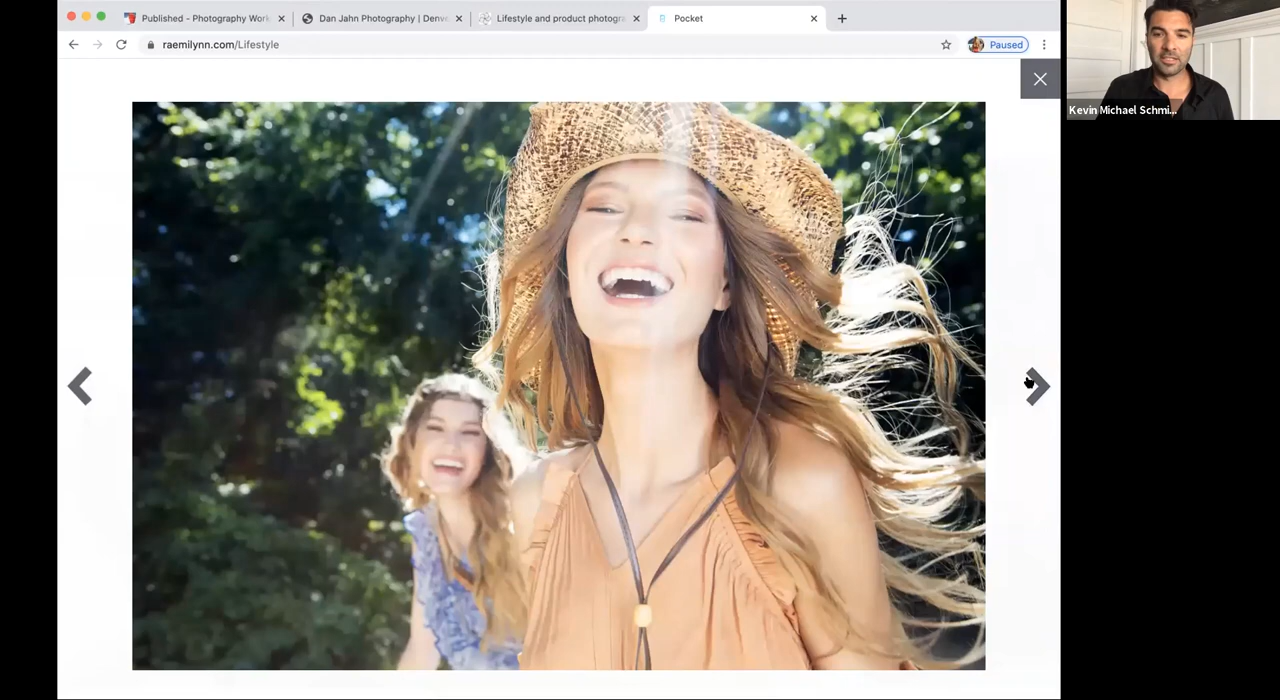 Published - Photography Work
Dan Jahn Photography | Denve
Lifestyle and product photogra
Pocket
raemilynn.com/Lifestyle
Paused
Kevin Michael Schmi...